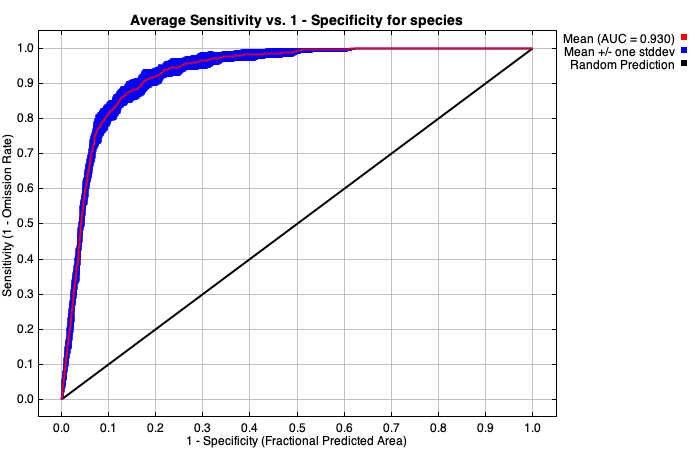 Average Sensitivity vs. 1 - Specificity for species
Mean (AUC = 0.930)
Mean +/- one stddev
Random Prediction
Sensitivity (1 - Omission Rate)
1.0
0.9
0.8
0.7
0.6
0.5
0.4
0.3
0.2
0.1
0.0
0.0 0.1 0.2 0.3 0.4 0.5 0.6 0.7 0.8 0.9 1.0
1 - Specificity (Fractional Predicted Area)